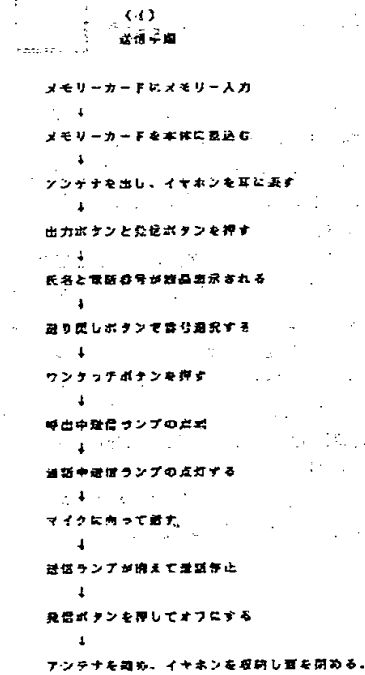 (イ)
送信手順
メモリーカードにメモリー入力
↓
メモリーカードを本体に差込む
↓
アンテナを出し、イヤホンを耳に差す
↓
出力ボタンと発信ボタンを押す
↓
氏名と電話番号が液晶表示される
↓
繰り戻しボタンで番号選択する
↓
ワンタッチボタンを押す
↓
呼出中送信ランプの点滅
↓
通話中送信ランプの点灯する
↓
マイクに向って話す。
↓
送信ランプが消えて通話停止
↓
発信ボタンを押してオフにする
↓
アンテナを縮め、イヤホンを収納し蓋を閉める。